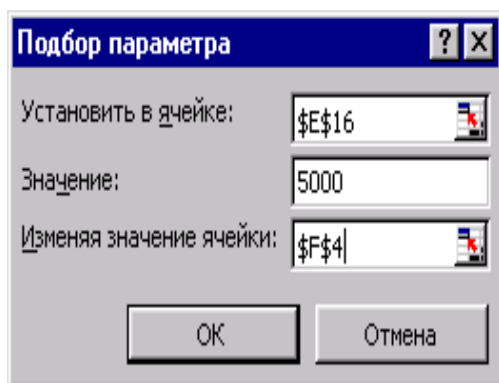 Подбор параметра ? X
Установить в ячейке: $E$16
Значение: 5000
Изменяя значение ячейки: $F$4
ОК Отмена